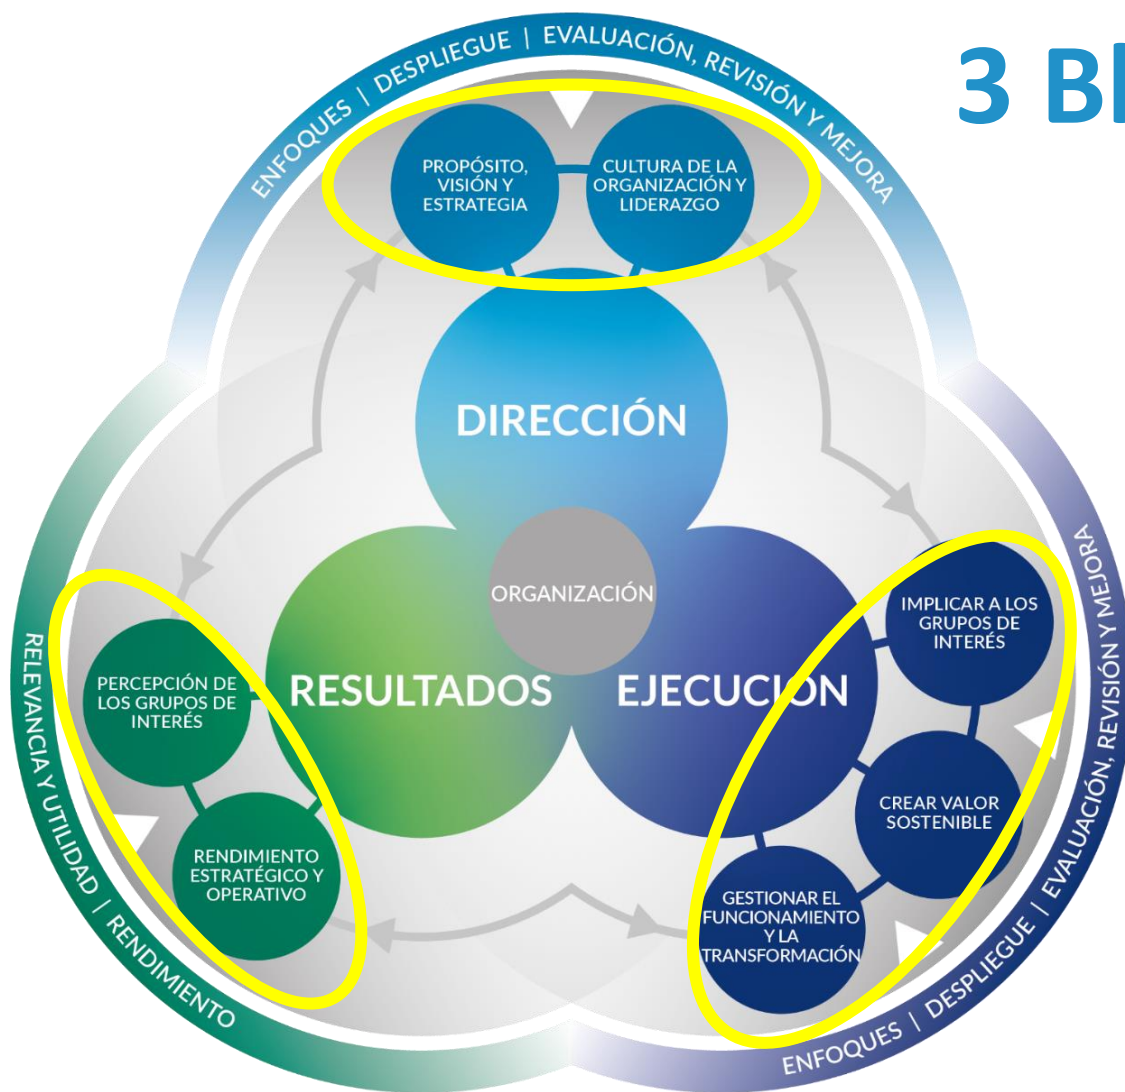 3 Bl
ENFOQUES | DESPLIEGUE | EVALUACIÓN, REVISIÓN Y MEJORA
PROPÓSITO,
VISIÓN Y
ESTRATEGIA
CULTURA DE LA
ORGANIZACIÓN Y
LIDERAZGO
DIRECCIÓN
ORGANIZACIÓN
RESULTADOS
EJECUCIÓN
IMPLICAR A LOS
GRUPOS DE
INTERÉS
CREAR VALOR
SOSTENIBLE
GESTIONAR EL
FUNCIONAMIENTO
Y LA
TRANSFORMACIÓN
PERCEPCIÓN DE
LOS GRUPOS DE
INTERÉS
RENDIMIENTO
ESTRATÉGICO Y
OPERATIVO
RELEVANCIA Y UTILIDAD | RENDIMIENTO
ENFOQUES | DESPLIEGUE | EVALUACIÓN, REVISIÓN Y MEJORA